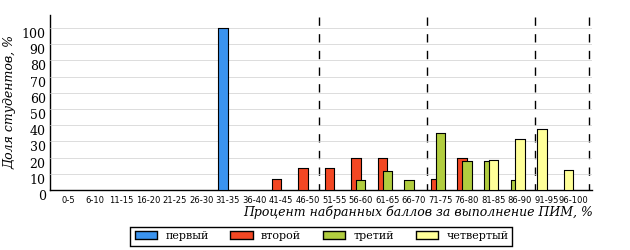 Доля студентов, %
100
90
80
70
60
50
40
30
20
10
0
0-5 6-10 11-15 16-20 21-25 26-30 31-35 36-40 41-45 46-50 51-55 56-60 61-65 66-70 71-75 76-80 81-85 86-90 91-95 96-100
Процент набранных баллов за выполнение ПИМ, %
первый второй третий четвертый